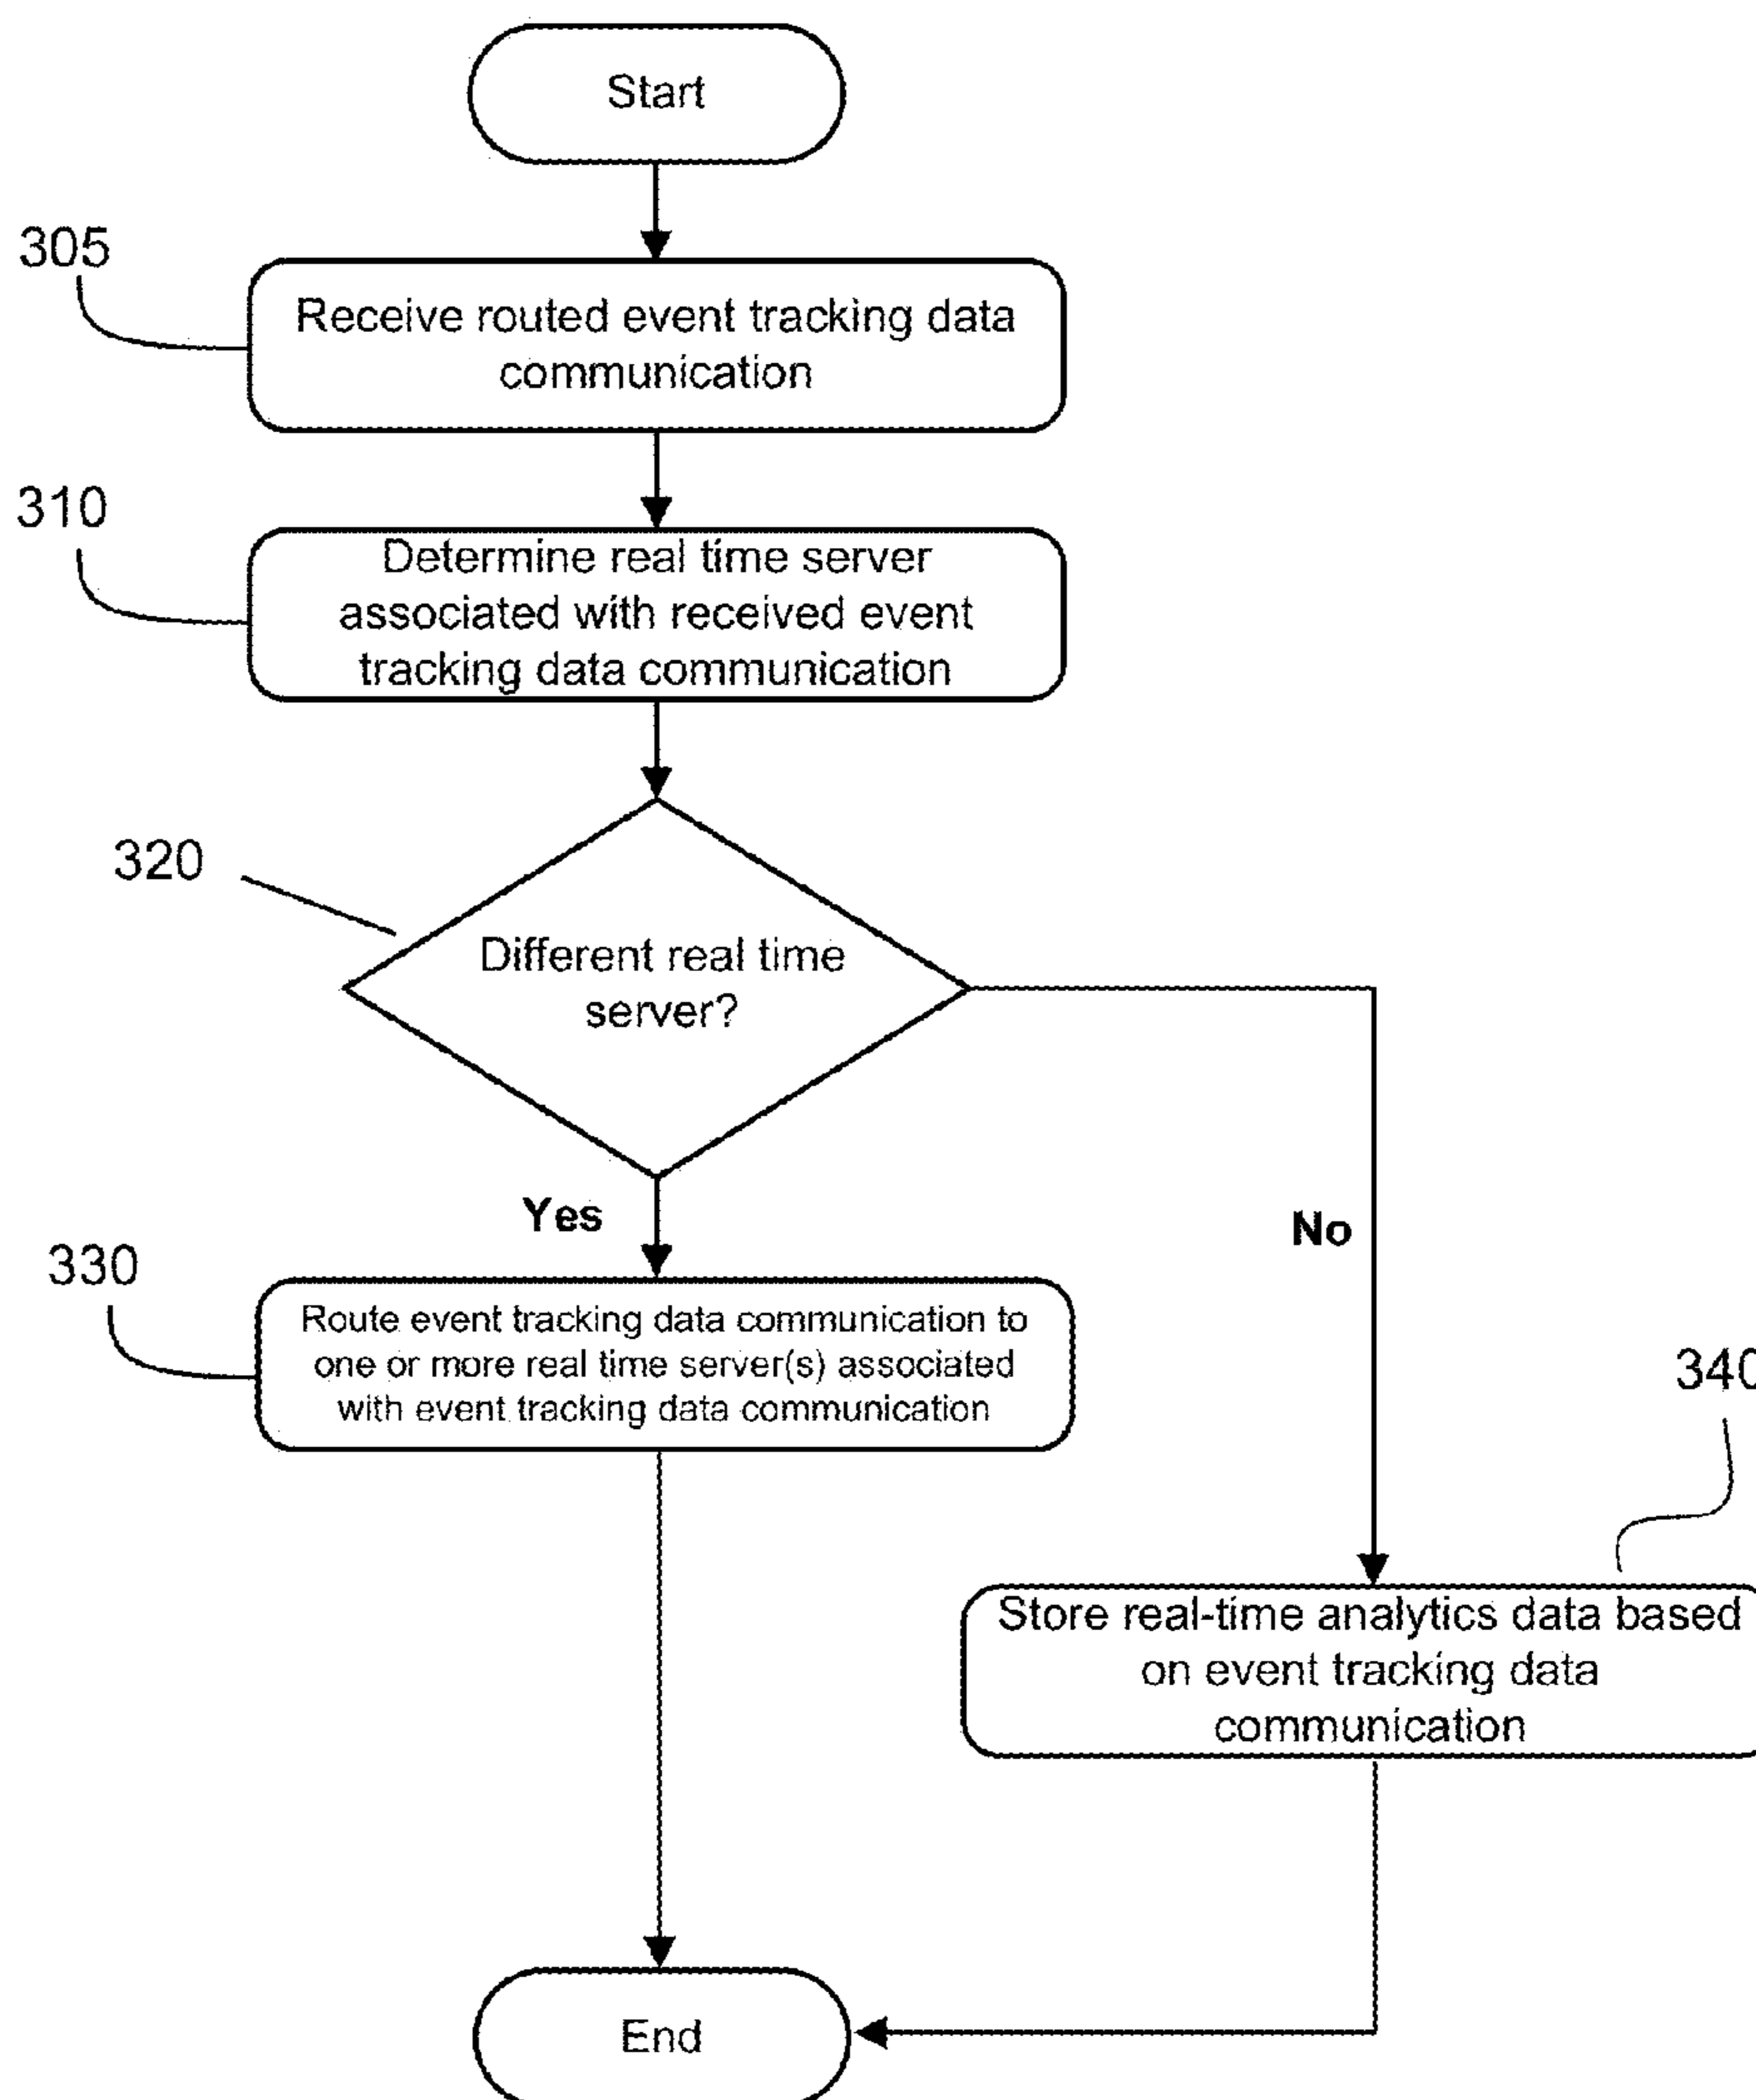 Start
305
Receive routed event tracking data
communication
310
Determine real time server
associated with received event
tracking data communication
320
Different real time
server?
Yes
No
330
Route event tracking data communication to
one or more real time server(s) associated
with event tracking data communication
340
Store real-time analytics data based
on event tracking data
communication
End